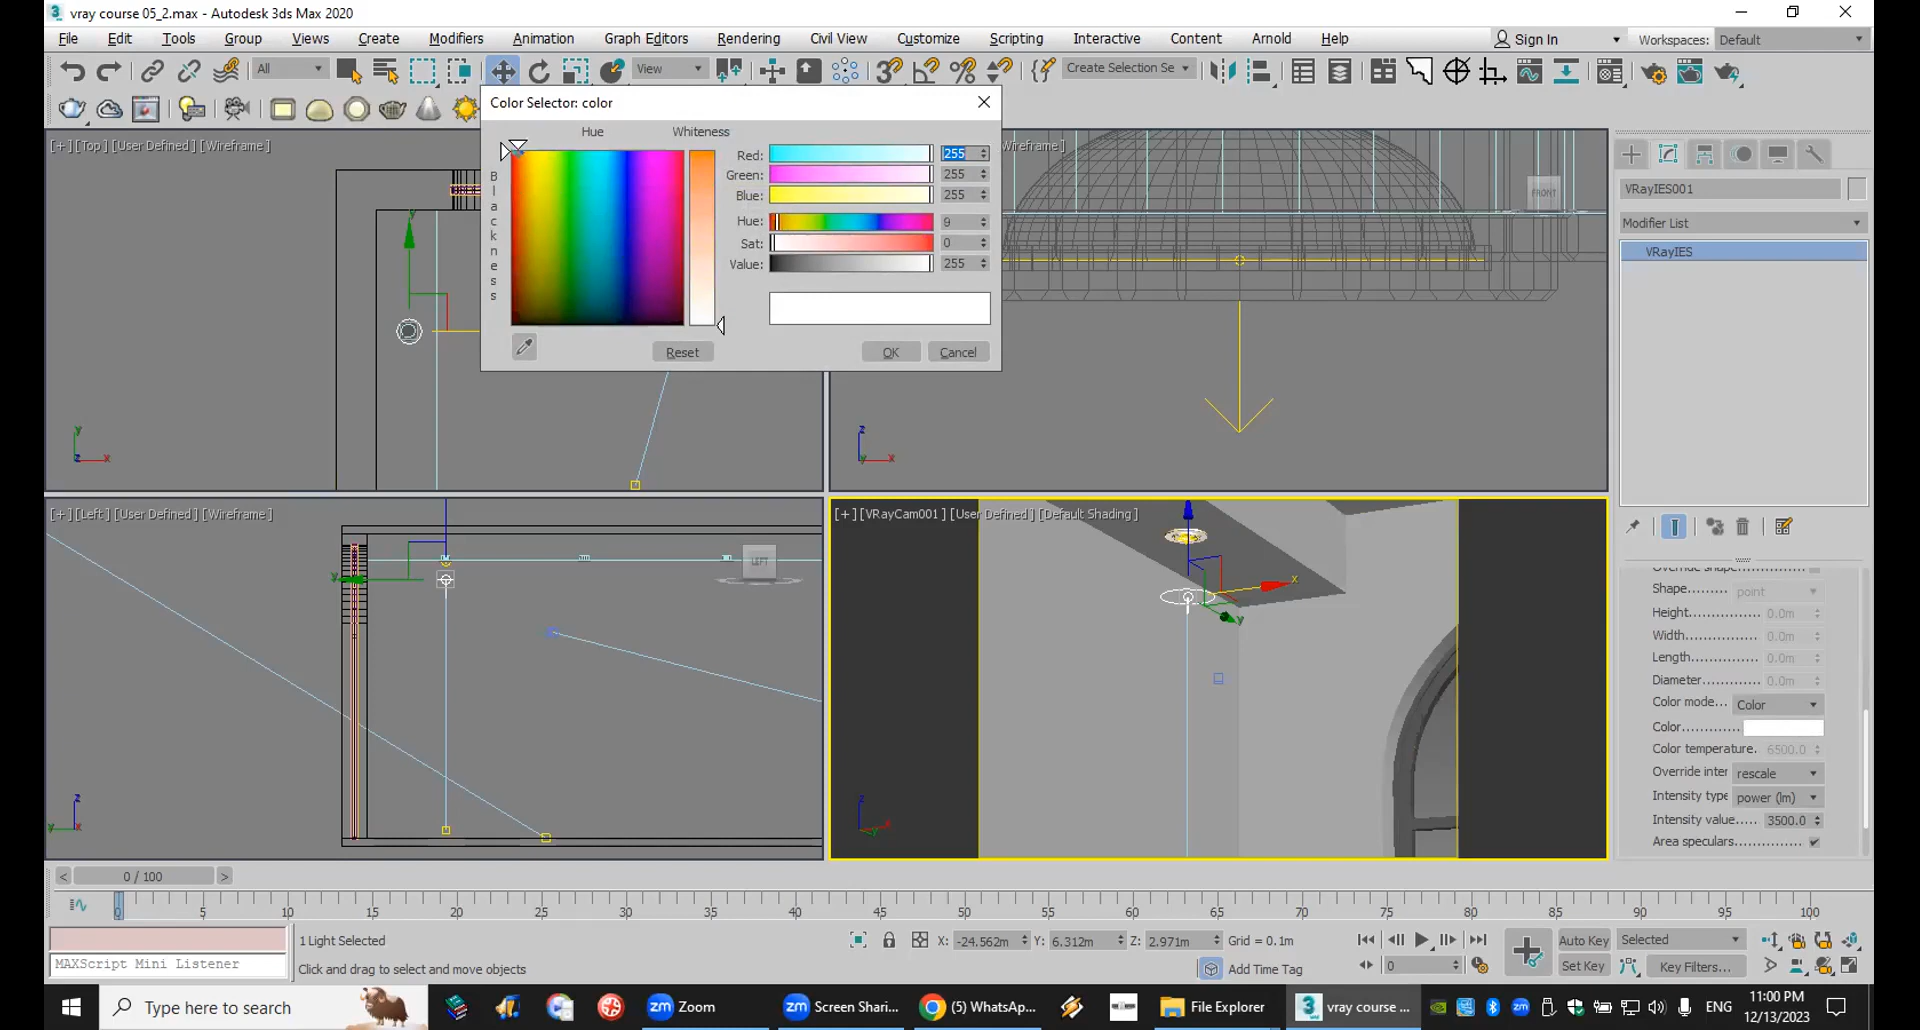 vray course 05_2.max - Autodesk 3ds Max 2020
File Edit Tools Group Views Create Modifiers Animation Graph Editors Rendering Civil View Customize Scripting Interactive Content Arnold Help Sign In Workspaces: Default
All View Create Selection Se
Color Selector: color
Hue Whiteness
Blackness
Red: 255
Green: 255
Blue: 255
Hue: 9
Sat: 0
Value: 255
Reset OK Cancel
[+] [Top] [User Defined] [Wireframe]
Wireframe]
FRONT
y
z x
y
z
y x
[+] [Left] [User Defined] [Wireframe]
LEFT
y
z
y x
[+] [VRayCam001] [User Defined] [Default Shading]
x
y
z
VRayIES001
Modifier List
VRayIES
Override shape
Shape........ point
Height........ 0.0m
Width........ 0.0m
Length........ 0.0m
Diameter........ 0.0m
Color mode... Color
Color.............
Color temperature. 6500.0
Override inter rescale
Intensity type power (lm)
Intensity value..... 3500.0
Area speculars...............
< 0 / 100 >
0 5 10 15 20 25 30 35 40 45 50 55 60 65 70 75 80 85 90 95 100
1 Light Selected
X: -24.562m Y: 6.312m Z: 2.971m Grid = 0.1m
Auto Key Selected
MAXScript Mini Listener
Click and drag to select and move objects
Add Time Tag
0
Set Key Key Filters...
Type here to search
zm Zoom
zm Screen Shari...
(5) WhatsAp...
File Explorer
3 vray course ...
zm
ENG
11:00 PM
12/13/2023